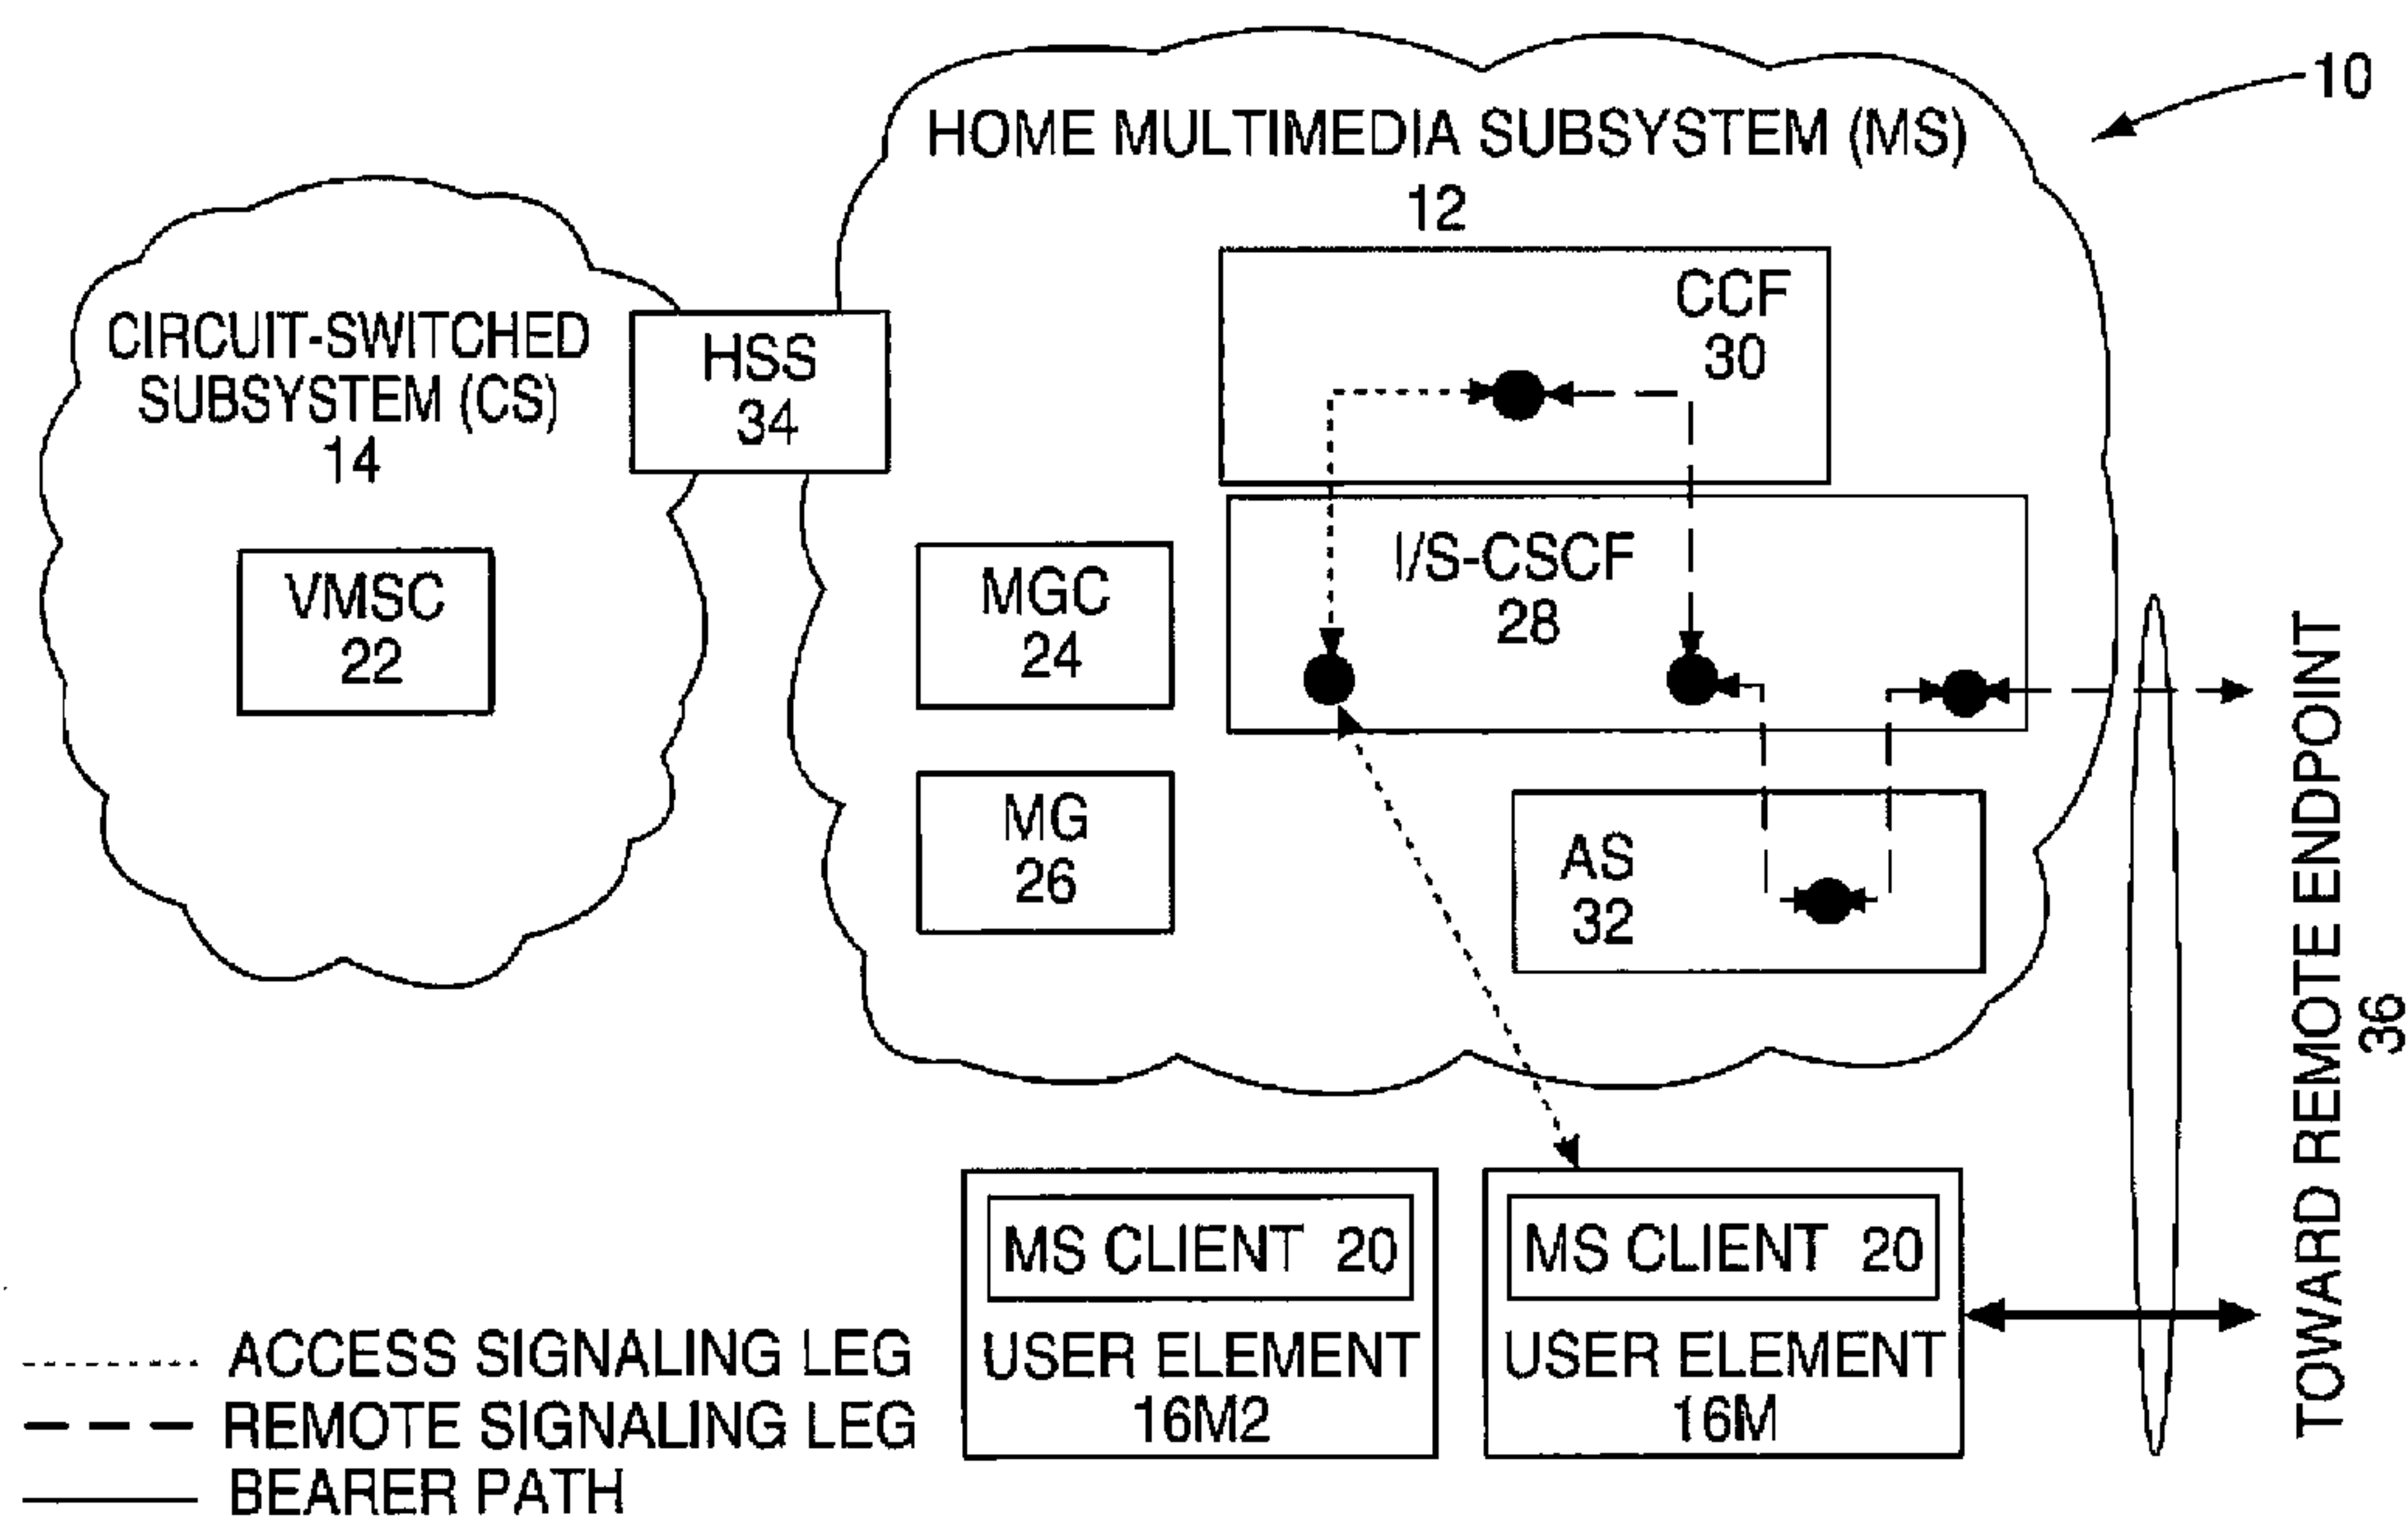 10
HOME MULTIMEDIA SUBSYSTEM (MS)
12
CIRCUIT-SWITCHED
SUBSYSTEM (CS)
14
HSS
34
CCF
30
VMSC
22
MGC
24
I/S-CSCF
28
MG
26
AS
32
TOWARD REMOTE ENDPOINT
36
MS CLIENT 20
USER ELEMENT
16M2
MS CLIENT 20
USER ELEMENT
16M
ACCESS SIGNALING LEG
REMOTE SIGNALING LEG
BEARER PATH